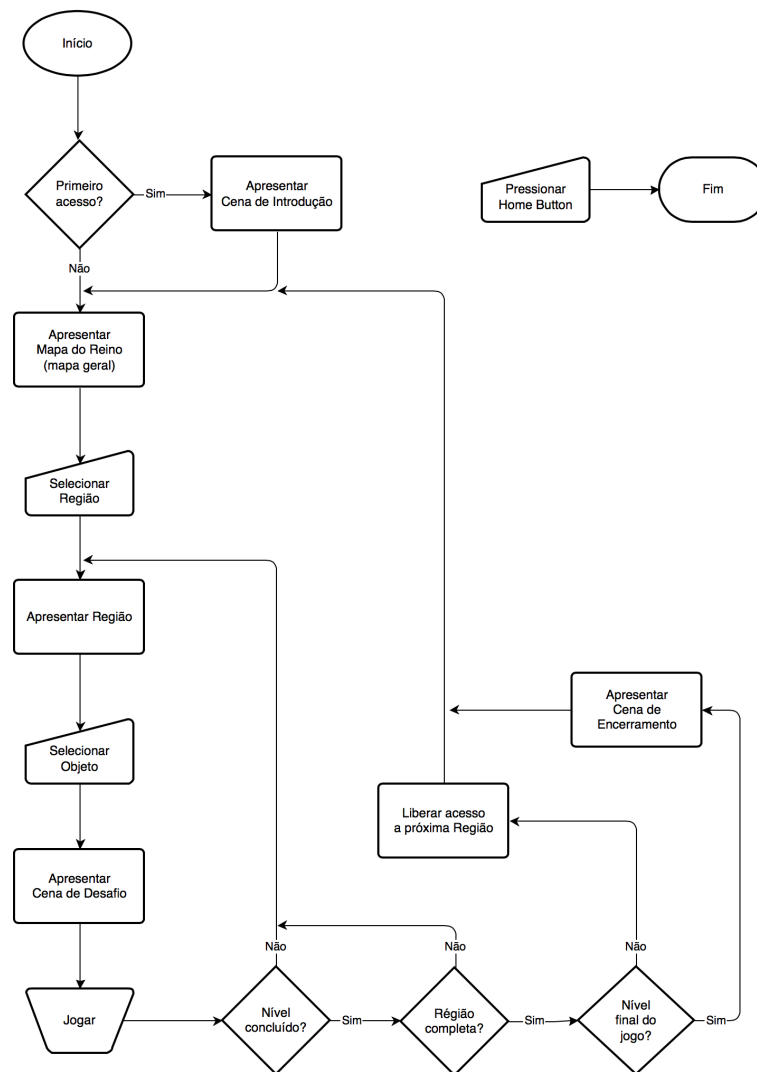 Início
Primeiro
acesso?
Sim
Apresentar
Cena de Introdução
Pressionar
Home Button
Fim
Não
Apresentar
Mapa do Reino
(mapa geral)
Selecionar
Região
Apresentar Região
Selecionar
Objeto
Apresentar
Cena de
Encerramento
Liberar acesso
a próxima Região
Apresentar
Cena de Desafio
Não
Não
Não
Jogar
Nível
concluído?
Sim
Régião
completa?
Sim
Nível
final do
jogo?
Sim